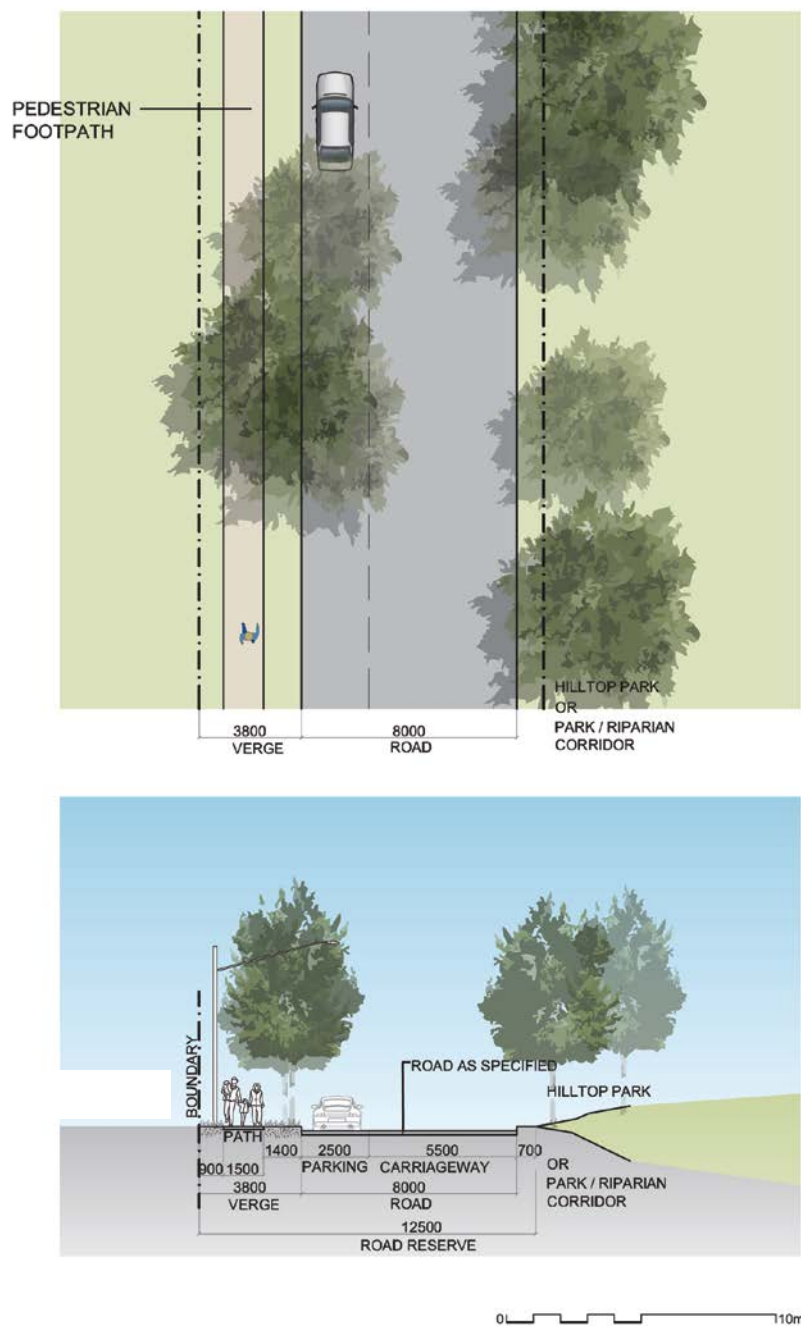 PEDESTRIAN
FOOTPATH
3800
VERGE
8000
ROAD
HILLTOP PARK
OR
PARK / RIPARIAN
CORRIDOR
BOUNDARY
ROAD AS SPECIFIED
HILLTOP PARK
PATH
900 1500 1400 2500 5500 700
PARKING CARRIAGEWAY
OR
PARK / RIPARIAN
CORRIDOR
3800
VERGE
8000
ROAD
12500
ROAD RESERVE
0 10m